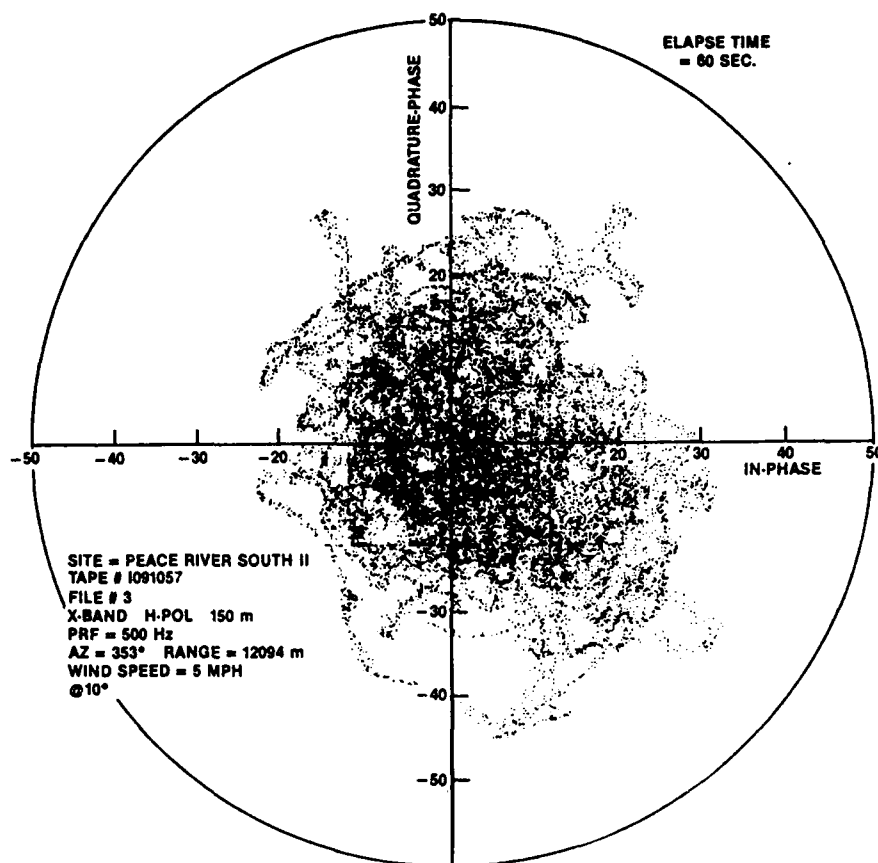 50
ELAPSE TIME
= 60 SEC.
QUADRATURE-PHASE
40
30
20
-50 -40 -30 -20 20 30 40 50
IN-PHASE
SITE = PEACE RIVER SOUTH II
TAPE # I091057
FILE # 3
X-BAND H-POL 150 m
PRF = 500 Hz
AZ = 353° RANGE = 12094 m
WIND SPEED = 5 MPH
@10°
-30
-40
-50